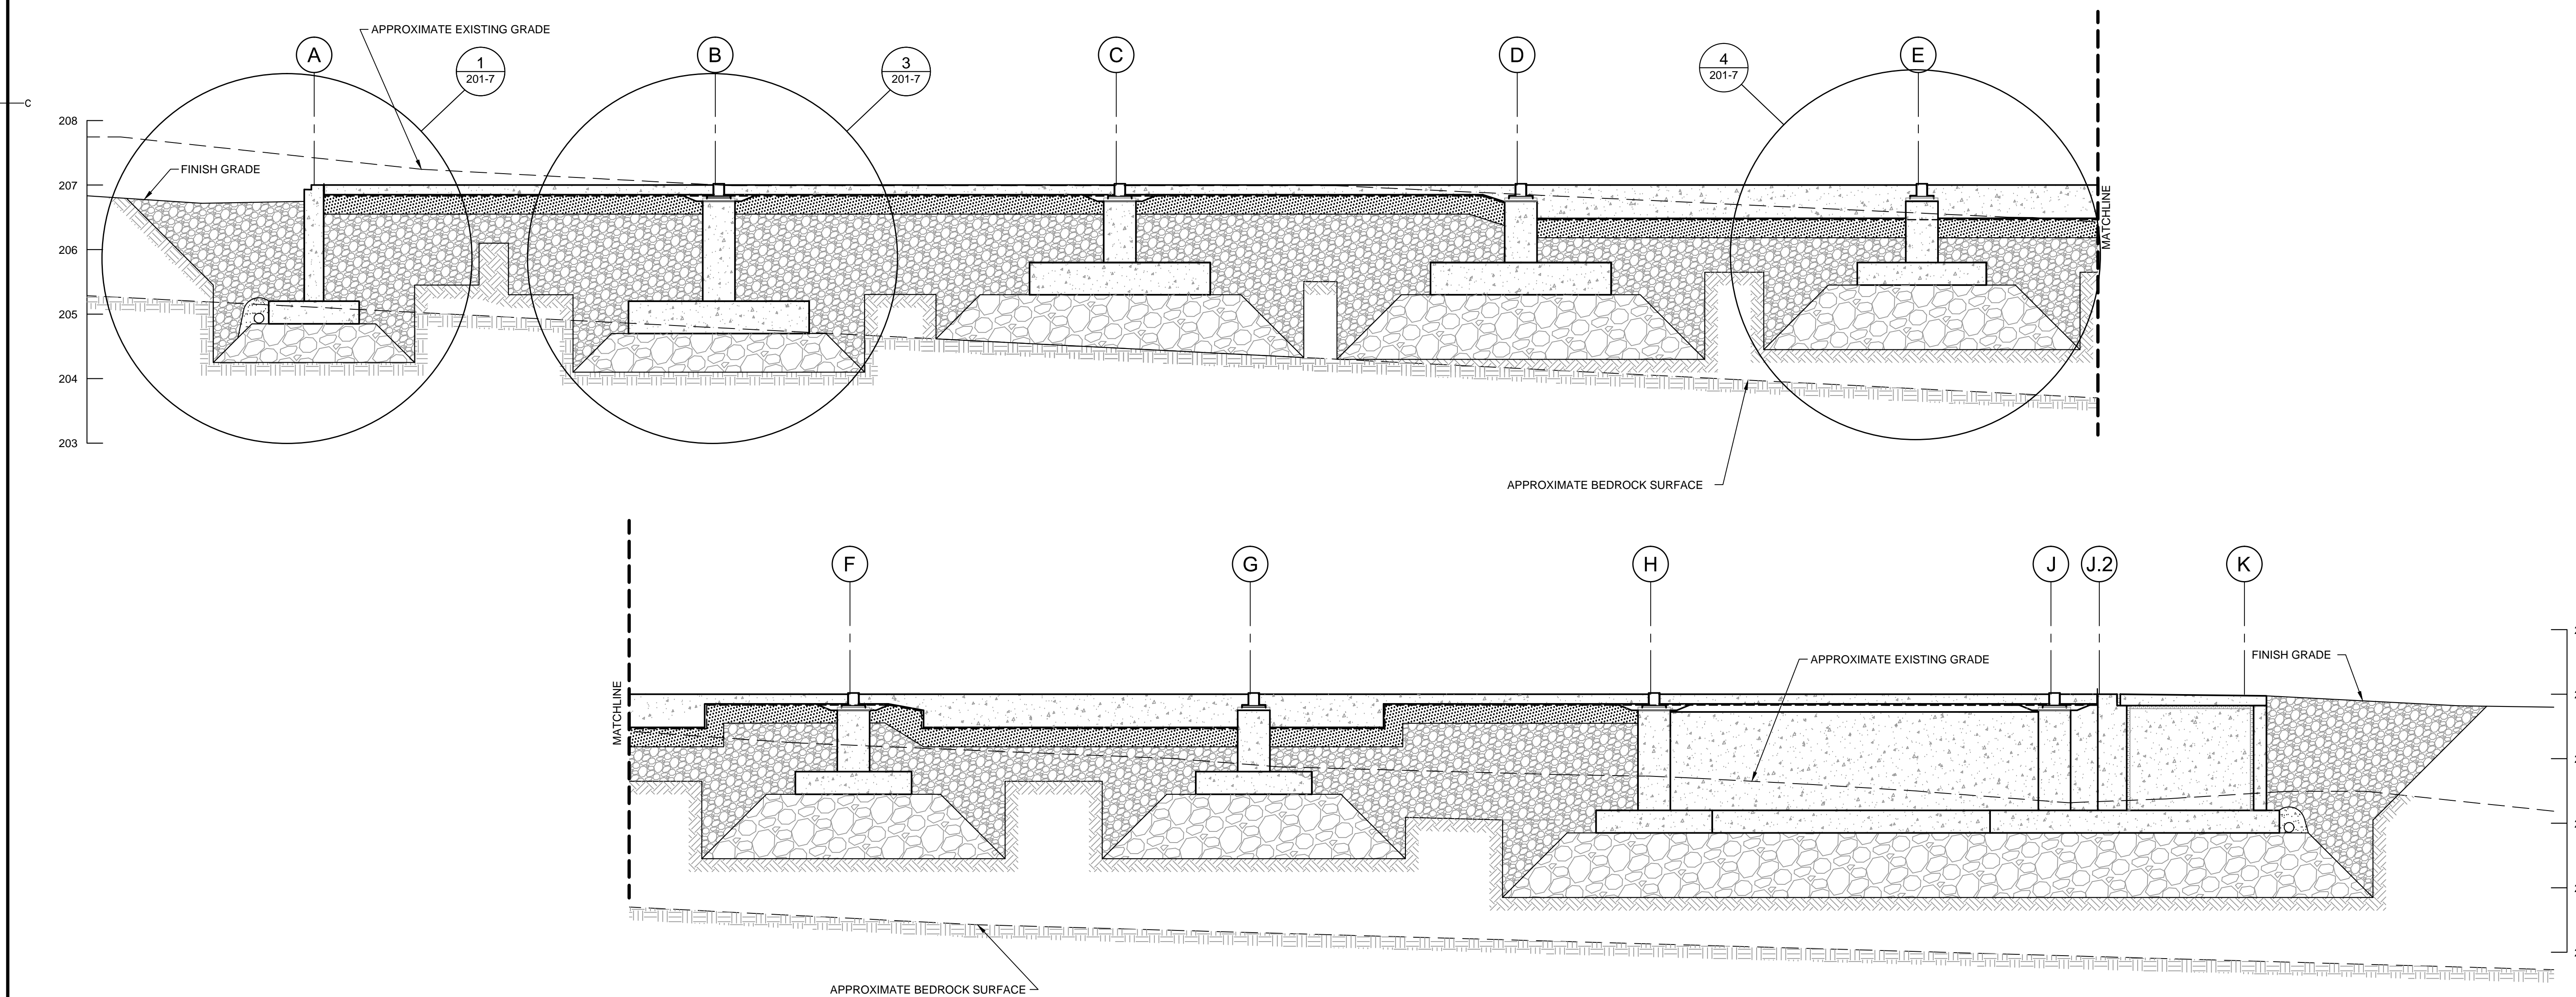 APPROXIMATE EXISTING GRADE
A
B
C
D
E
1
201-7
3
201-7
4
201-7
C
208
FINISH GRADE
207
MATCHLINE
206
205
204
203
APPROXIMATE BEDROCK SURFACE
F
G
H
J
J.2
K
MATCHLINE
APPROXIMATE EXISTING GRADE
FINISH GRADE
APPROXIMATE BEDROCK SURFACE